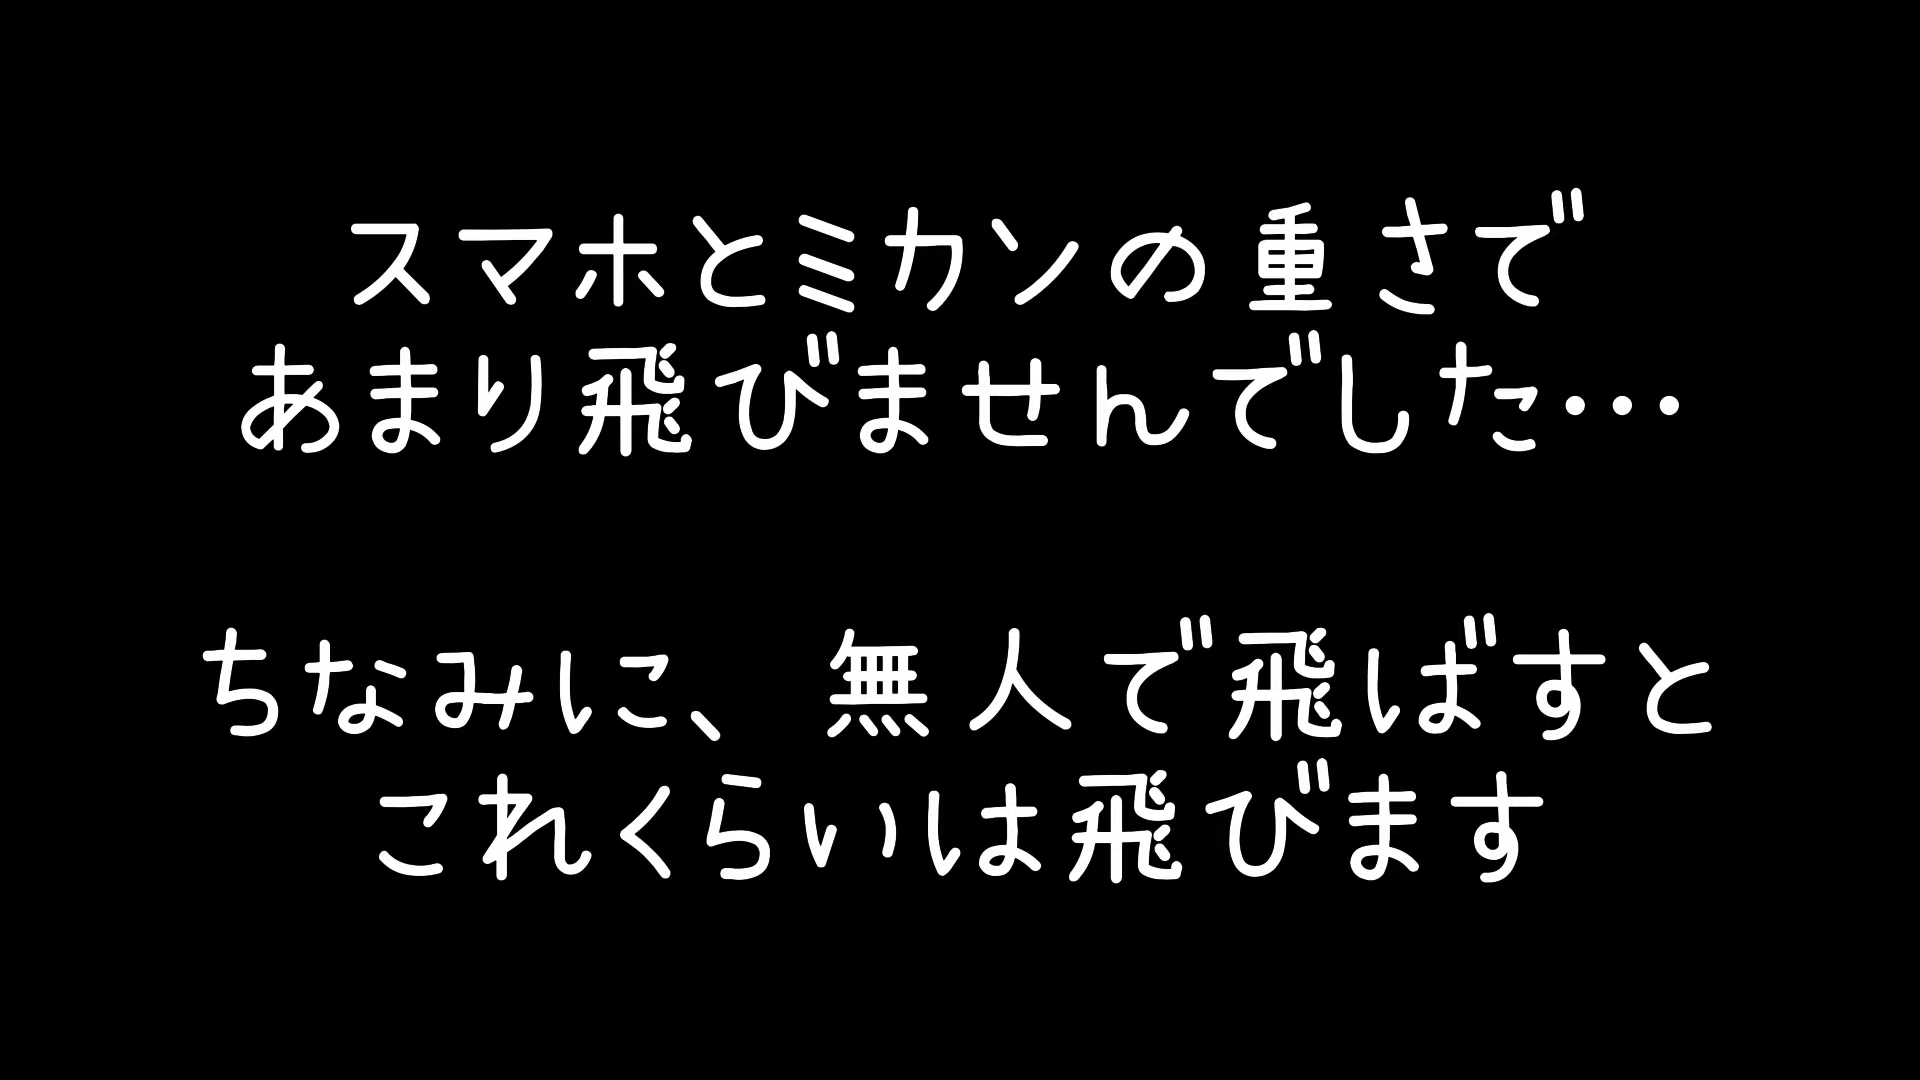 スマホとミカンの重さで
あまり飛びませんでした…
ちなみに、無人で飛ばすと
これくらいは飛びます